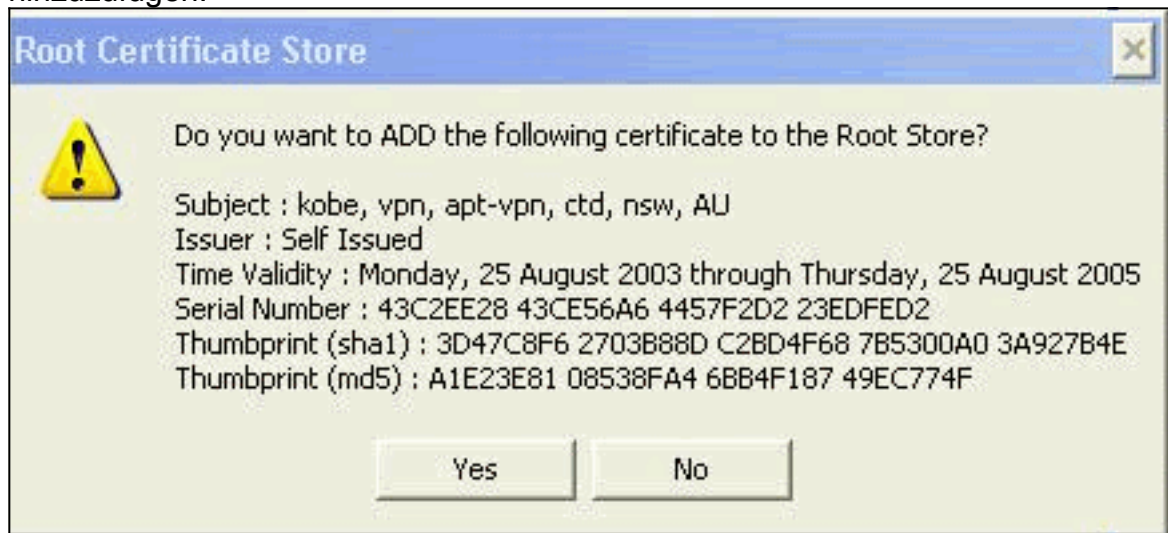 hinzuzufügen.
Root Certificate Store
Do you want to ADD the following certificate to the Root Store?
Subject : kobe, vpn, apt-vpn, ctd, nsw, AU
Issuer : Self Issued
Time Validity : Monday, 25 August 2003 through Thursday, 25 August 2005
Serial Number : 43C2EE28 43CE56A6 4457F2D2 23EDFED2
Thumbprint (sha1) : 3D47C8F6 2703B88D C2BD4F68 7B5300A0 3A927B4E
Thumbprint (md5) : A1E23E81 08538FA4 6BB4F187 49EC774F
Yes No